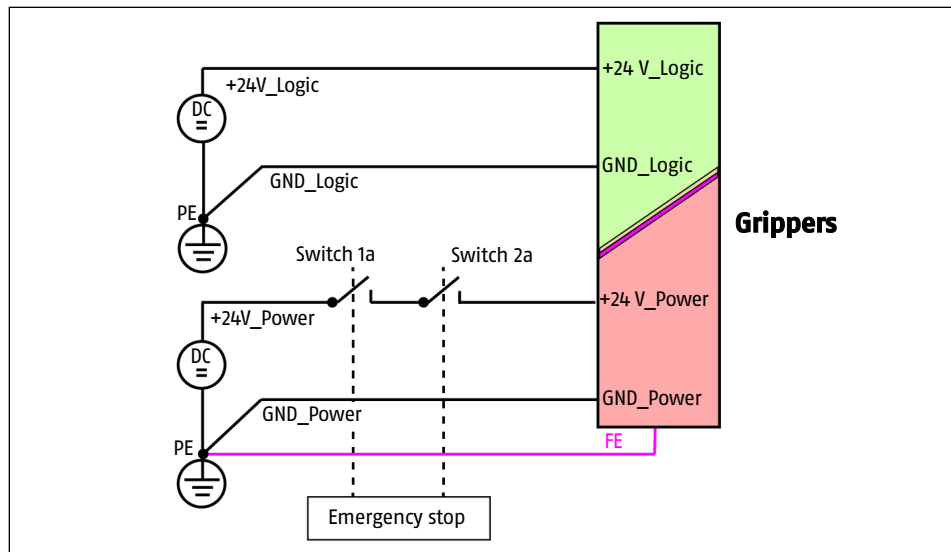 +24V_Logic
+24 V_Logic
DC
=
GND_Logic
GND_Logic
PE
Grippers
Switch 1a
Switch 2a
+24V_Power
+24 V_Power
DC
=
GND_Power
GND_Power
PE
FE
Emergency stop